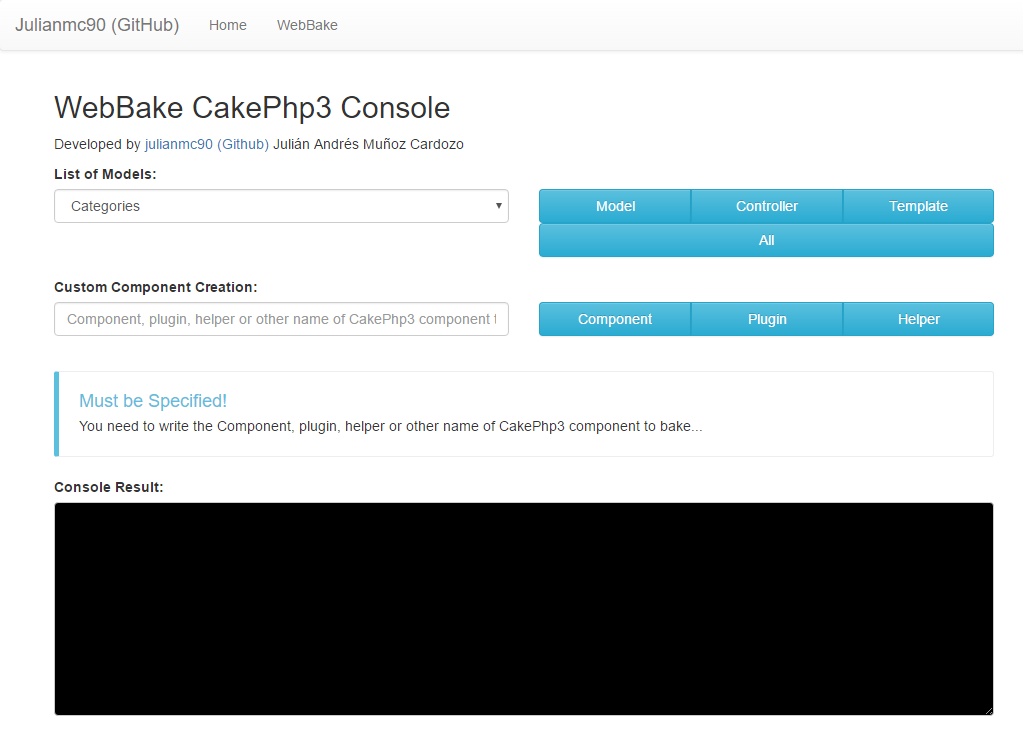 Julianmc90 (GitHub) Home WebBake
WebBake CakePhp3 Console
Developed by julianmc90 (Github) Julián Andrés Muñoz Cardozo
List of Models:
Categories Model Controller Template
All
Custom Component Creation:
Component, plugin, helper or other name of CakePhp3 component Component Plugin Helper
Must be Specified!
You need to write the Component, plugin, helper or other name of CakePhp3 component to bake...
Console Result: